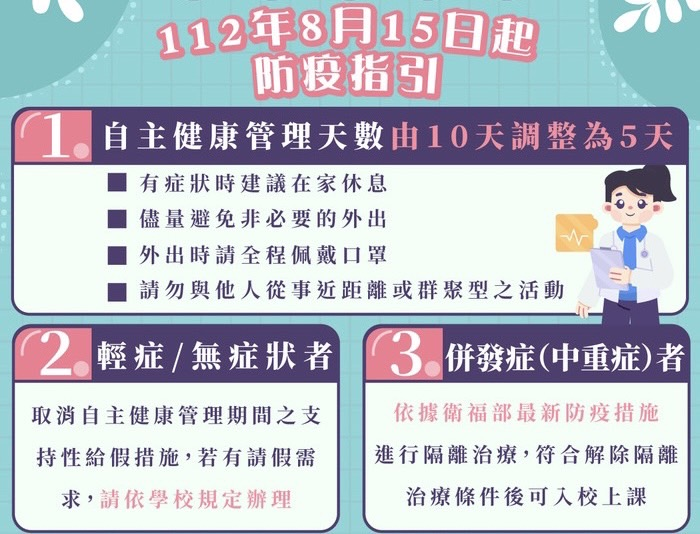 112年8月15日起
防疫指引
1. 自主健康管理天數由10天調整為5天
■ 有症狀時建議在家休息
■ 儘量避免非必要的外出
■ 外出時請全程佩戴口罩
■ 請勿與他人從事近距離或群聚型之活動
2. 輕症/無症狀者
取消自主健康管理期間之支
持性給假措施,若有請假需
求,請依學校規定辦理
3. 併發症(中重症)者
依據衛福部最新防疫措施
進行隔離治療,符合解除隔離
治療條件後可入校上課